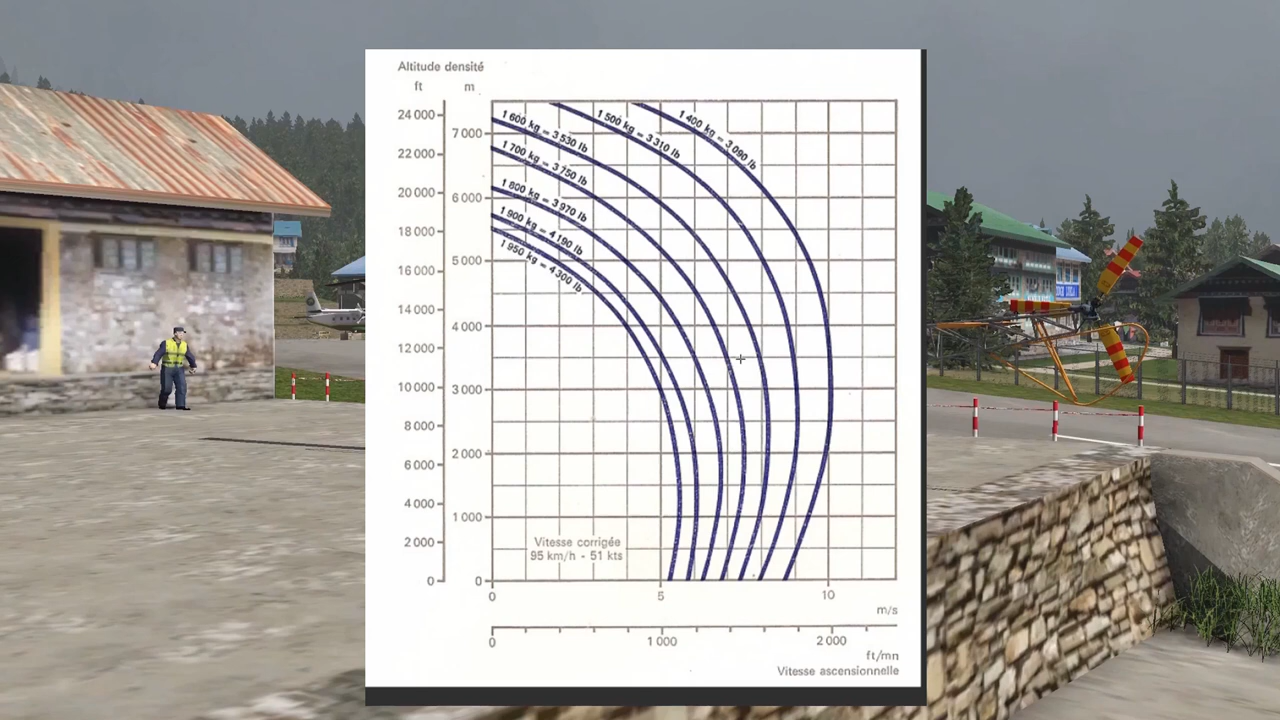 Altitude densité
ft
m
24 000
22 000
20 000
18 000
16 000
14 000
12 000
10 000
8 000
6 000
4 000
2 000
0
7 000
6 000
5 000
4 000
3 000
2 000
1 000
0
1 400 kg - 3 090 lb
1 500 kg - 3 310 lb
1 600 kg - 3 530 lb
1 700 kg - 3 750 lb
1 800 kg - 3 970 lb
1 900 kg - 4 190 lb
1 950 kg - 4 300 lb
Vitesse corrigée
95 km/h - 51 kts
0
5
10
m/s
0
1 000
2 000
ft/mn
Vitesse ascensionnelle